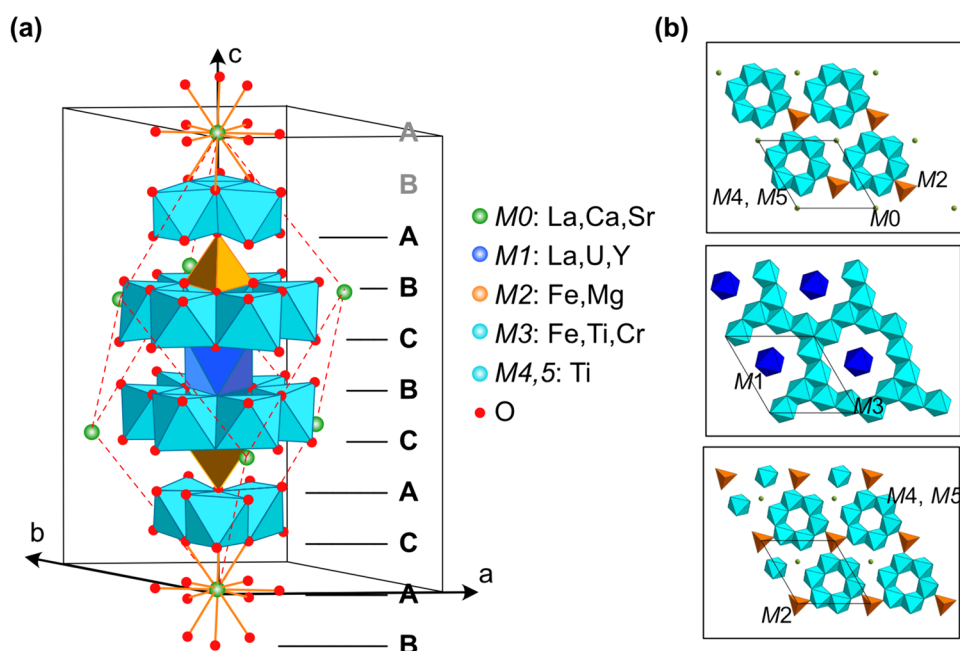 (a)
c
A
B
A
B
C
B
C
A
C
A
B
b
a
M0: La,Ca,Sr
M1: La,U,Y
M2: Fe,Mg
M3: Fe,Ti,Cr
M4,5: Ti
O
(b)
M2
M4, M5
M0
M1
M3
M4, M5
M2